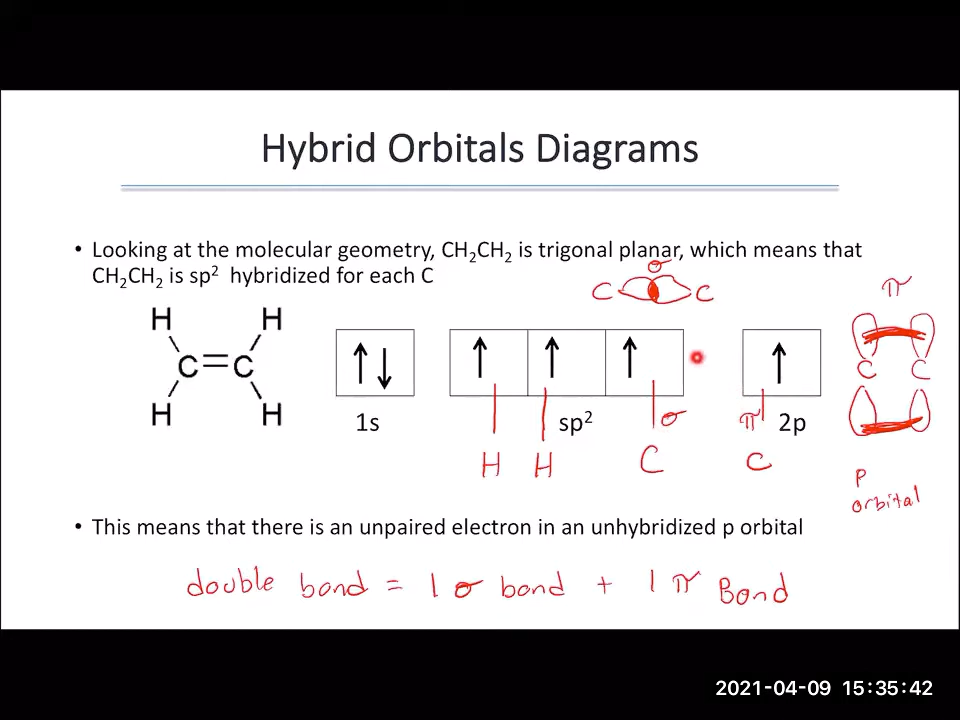 Hybrid Orbitals Diagrams
• Looking at the molecular geometry, CH₂CH₂ is trigonal planar, which means that
CH₂CH₂ is sp² hybridized for each C
σ
C C
π
H H
C=C
H H
C C
1s sp² 2p
σ
π
H H C C
P
orbital
• This means that there is an unpaired electron in an unhybridized p orbital
double bond = 1 σ bond + 1 π Bond
2021-04-09 15:35:42